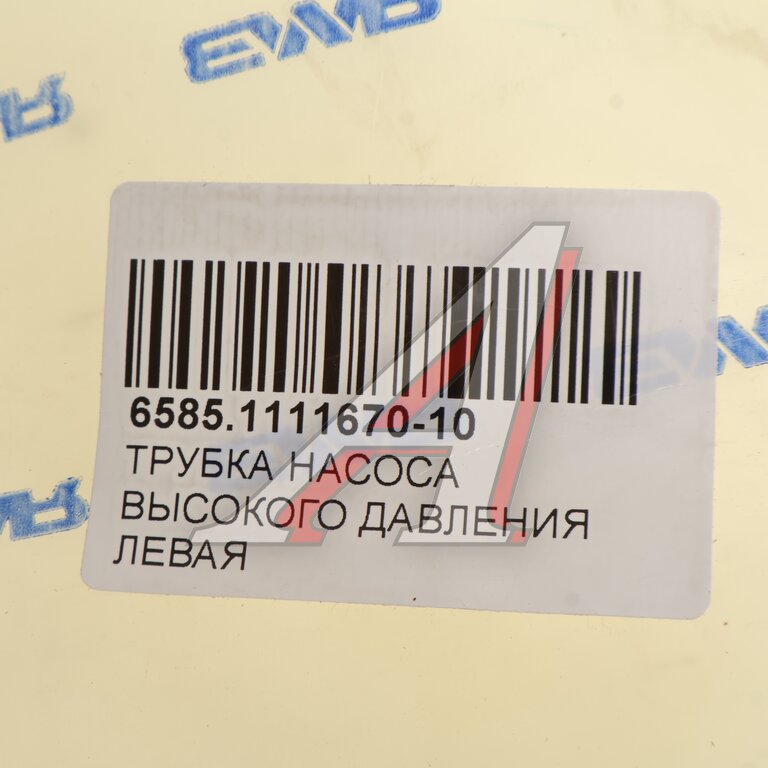 6585.1111670-10
ТРУБКА НАСОСА
ВЫСОКОГО ДАВЛЕНИЯ
ЛЕВАЯ